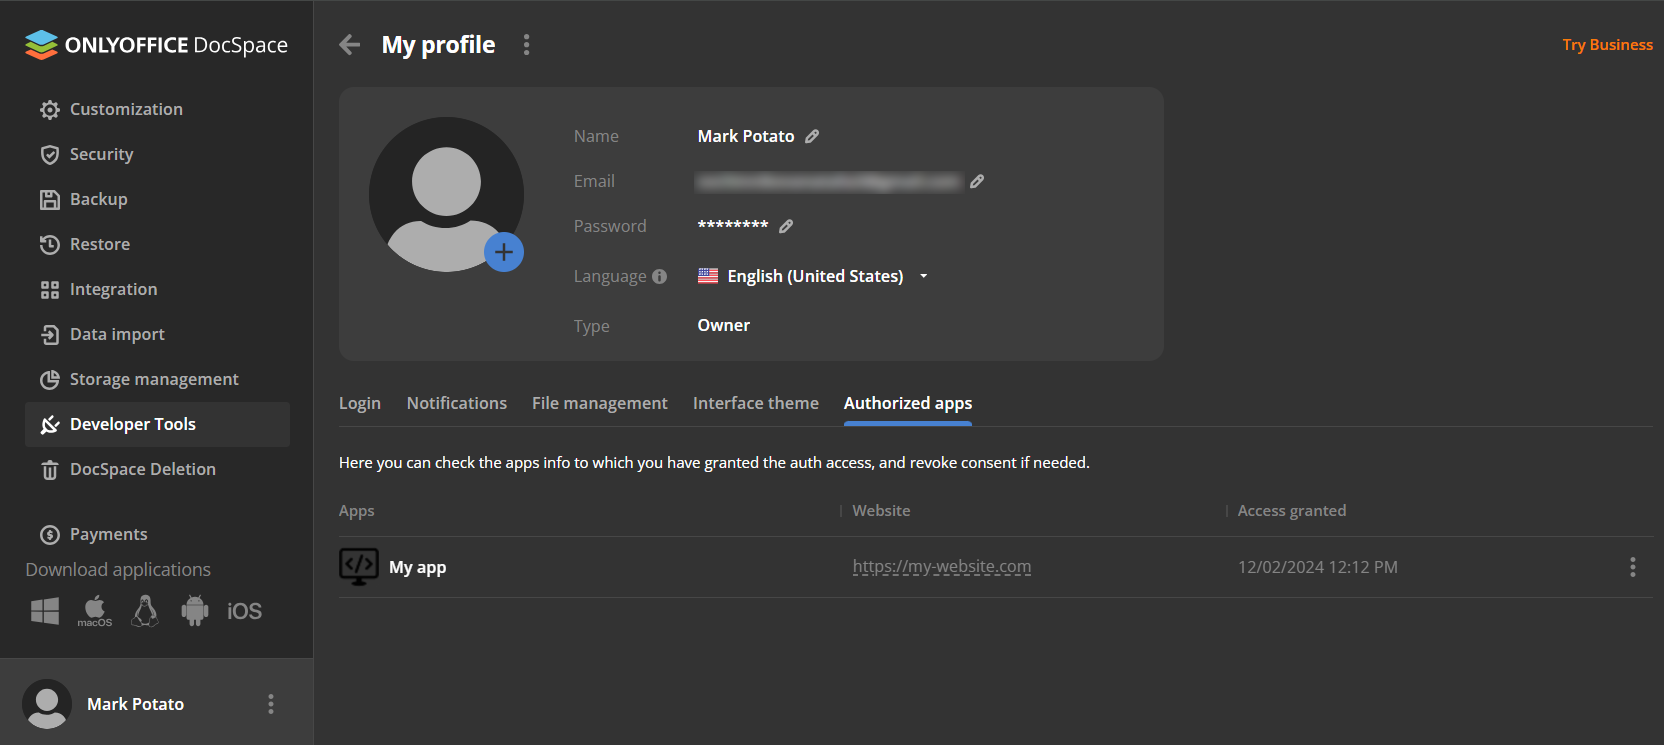 ONLYOFFICE DocSpace
Customization
Security
Backup
Restore
Integration
Data import
Storage management
Developer Tools
DocSpace Deletion
Payments
Download applications
macOS
iOS
Mark Potato
My profile
Try Business
Name Mark Potato
Email
Password ********
Language English (United States)
Type Owner
Login Notifications File management Interface theme Authorized apps
Here you can check the apps info to which you have granted the auth access, and revoke consent if needed.
Apps Website Access granted
My app https://my-website.com 12/02/2024 12:12 PM